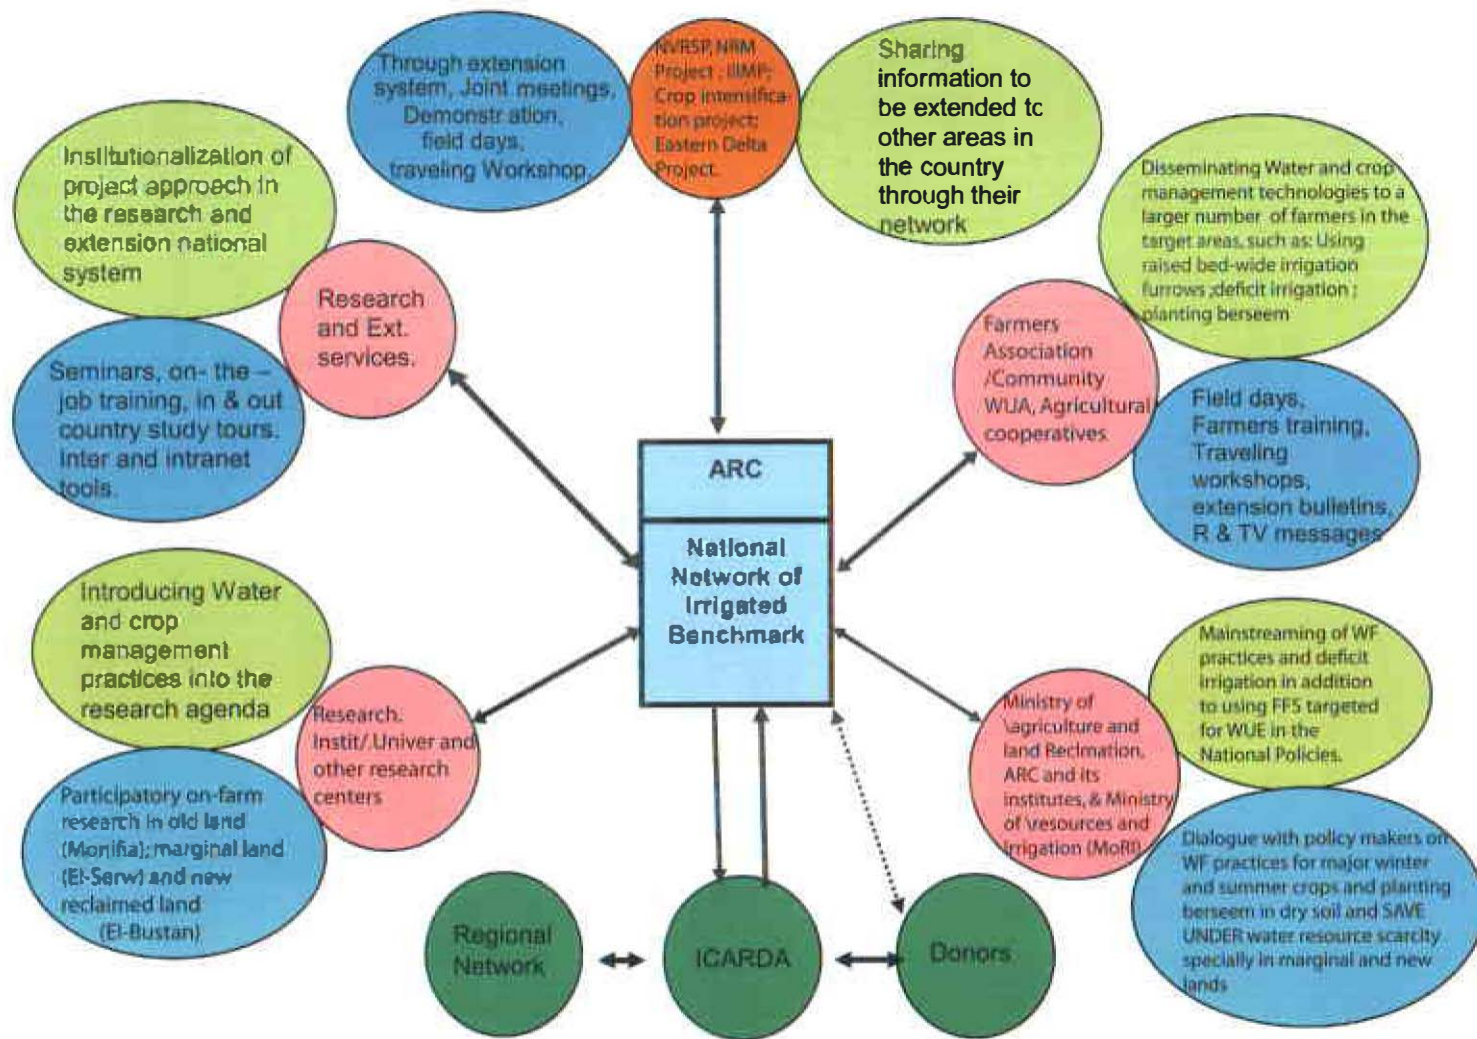 Through extension
system, Joint meetings,
Demonstr ation,
field days,
traveling Workshop,
NVRSP, NRM
Project ; IIIMP;
Crop intensifica-
tion project;
Eastern Delta
Project.
Sharing
information to
be extended to
other areas in
the country
through their
network
Institutionalization of
project approach in
the research and
extension national
system
Research
and Ext.
services.
Seminars, on- the –
job training, in & out
country study tours.
Inter and intranet
tools.
Disseminating Water and crop
management technologies to a
larger number of farmers in the
target areas, such as: Using
raised bed-wide irrigation
furrows ;deficit irrigation ;
planting berseem
Farmers
Association
/Community
WUA, Agricultural
cooperatives
Field days,
Farmers training,
Traveling
workshops,
extension bulletins,
R & TV messages
ARC
National
Network of
Irrigated
Benchmark
Introducing Water
and crop
management
practices into the
research agenda
Research.
Instit/.Univer and
other research
centers
Participatory on-farm
research in old land
(Monifia); marginal land
(El-Serw) and new
reclaimed land
(El-Bustan)
Mainstreaming of WF
practices and deficit
irrigation in addition
to using FFS targeted
for WUE in the
National Policies.
Ministry of
\agriculture and
land Reclmation,
ARC and its
institutes, & Ministry
of \resources and
Irrigation (MoRI)
Dialogue with policy makers on
WF practices for major winter
and summer crops and planting
berseem in dry soil and SAVE
UNDER water resource scarcity
specially in marginal and new
lands
Regional
Network
ICARDA
Donors